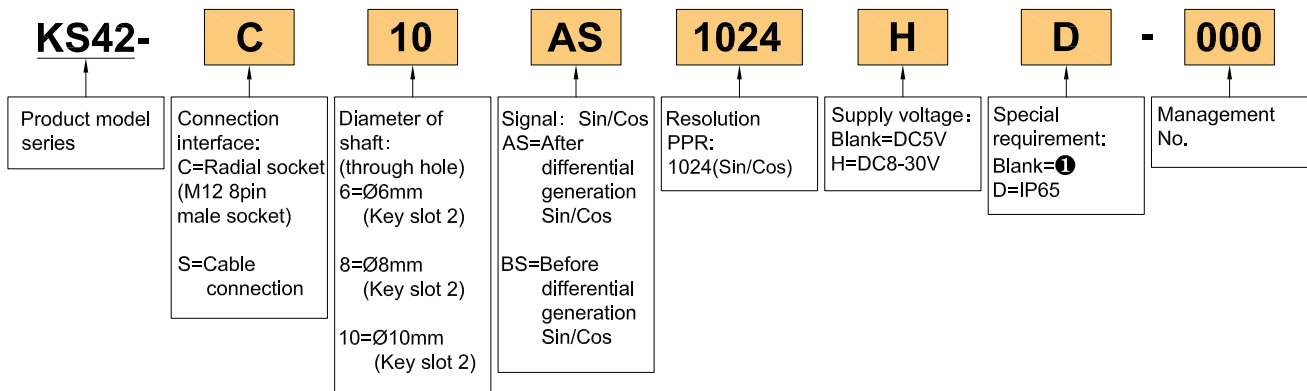 KS42- C 10 AS 1024 H D - 000
Product model
series
Connection
interface:
C=Radial socket
(M12 8pin
male socket)
S=Cable
connection
Diameter of
shaft:
(through hole)
6=Ø6mm
(Key slot 2)
8=Ø8mm
(Key slot 2)
10=Ø10mm
(Key slot 2)
Signal: Sin/Cos
AS=After
differential
generation
Sin/Cos
BS=Before
differential
generation
Sin/Cos
Resolution
PPR:
1024(Sin/Cos)
Supply voltage:
Blank=DC5V
H=DC8-30V
Special
requirement:
Blank=❶
D=IP65
Management
No.